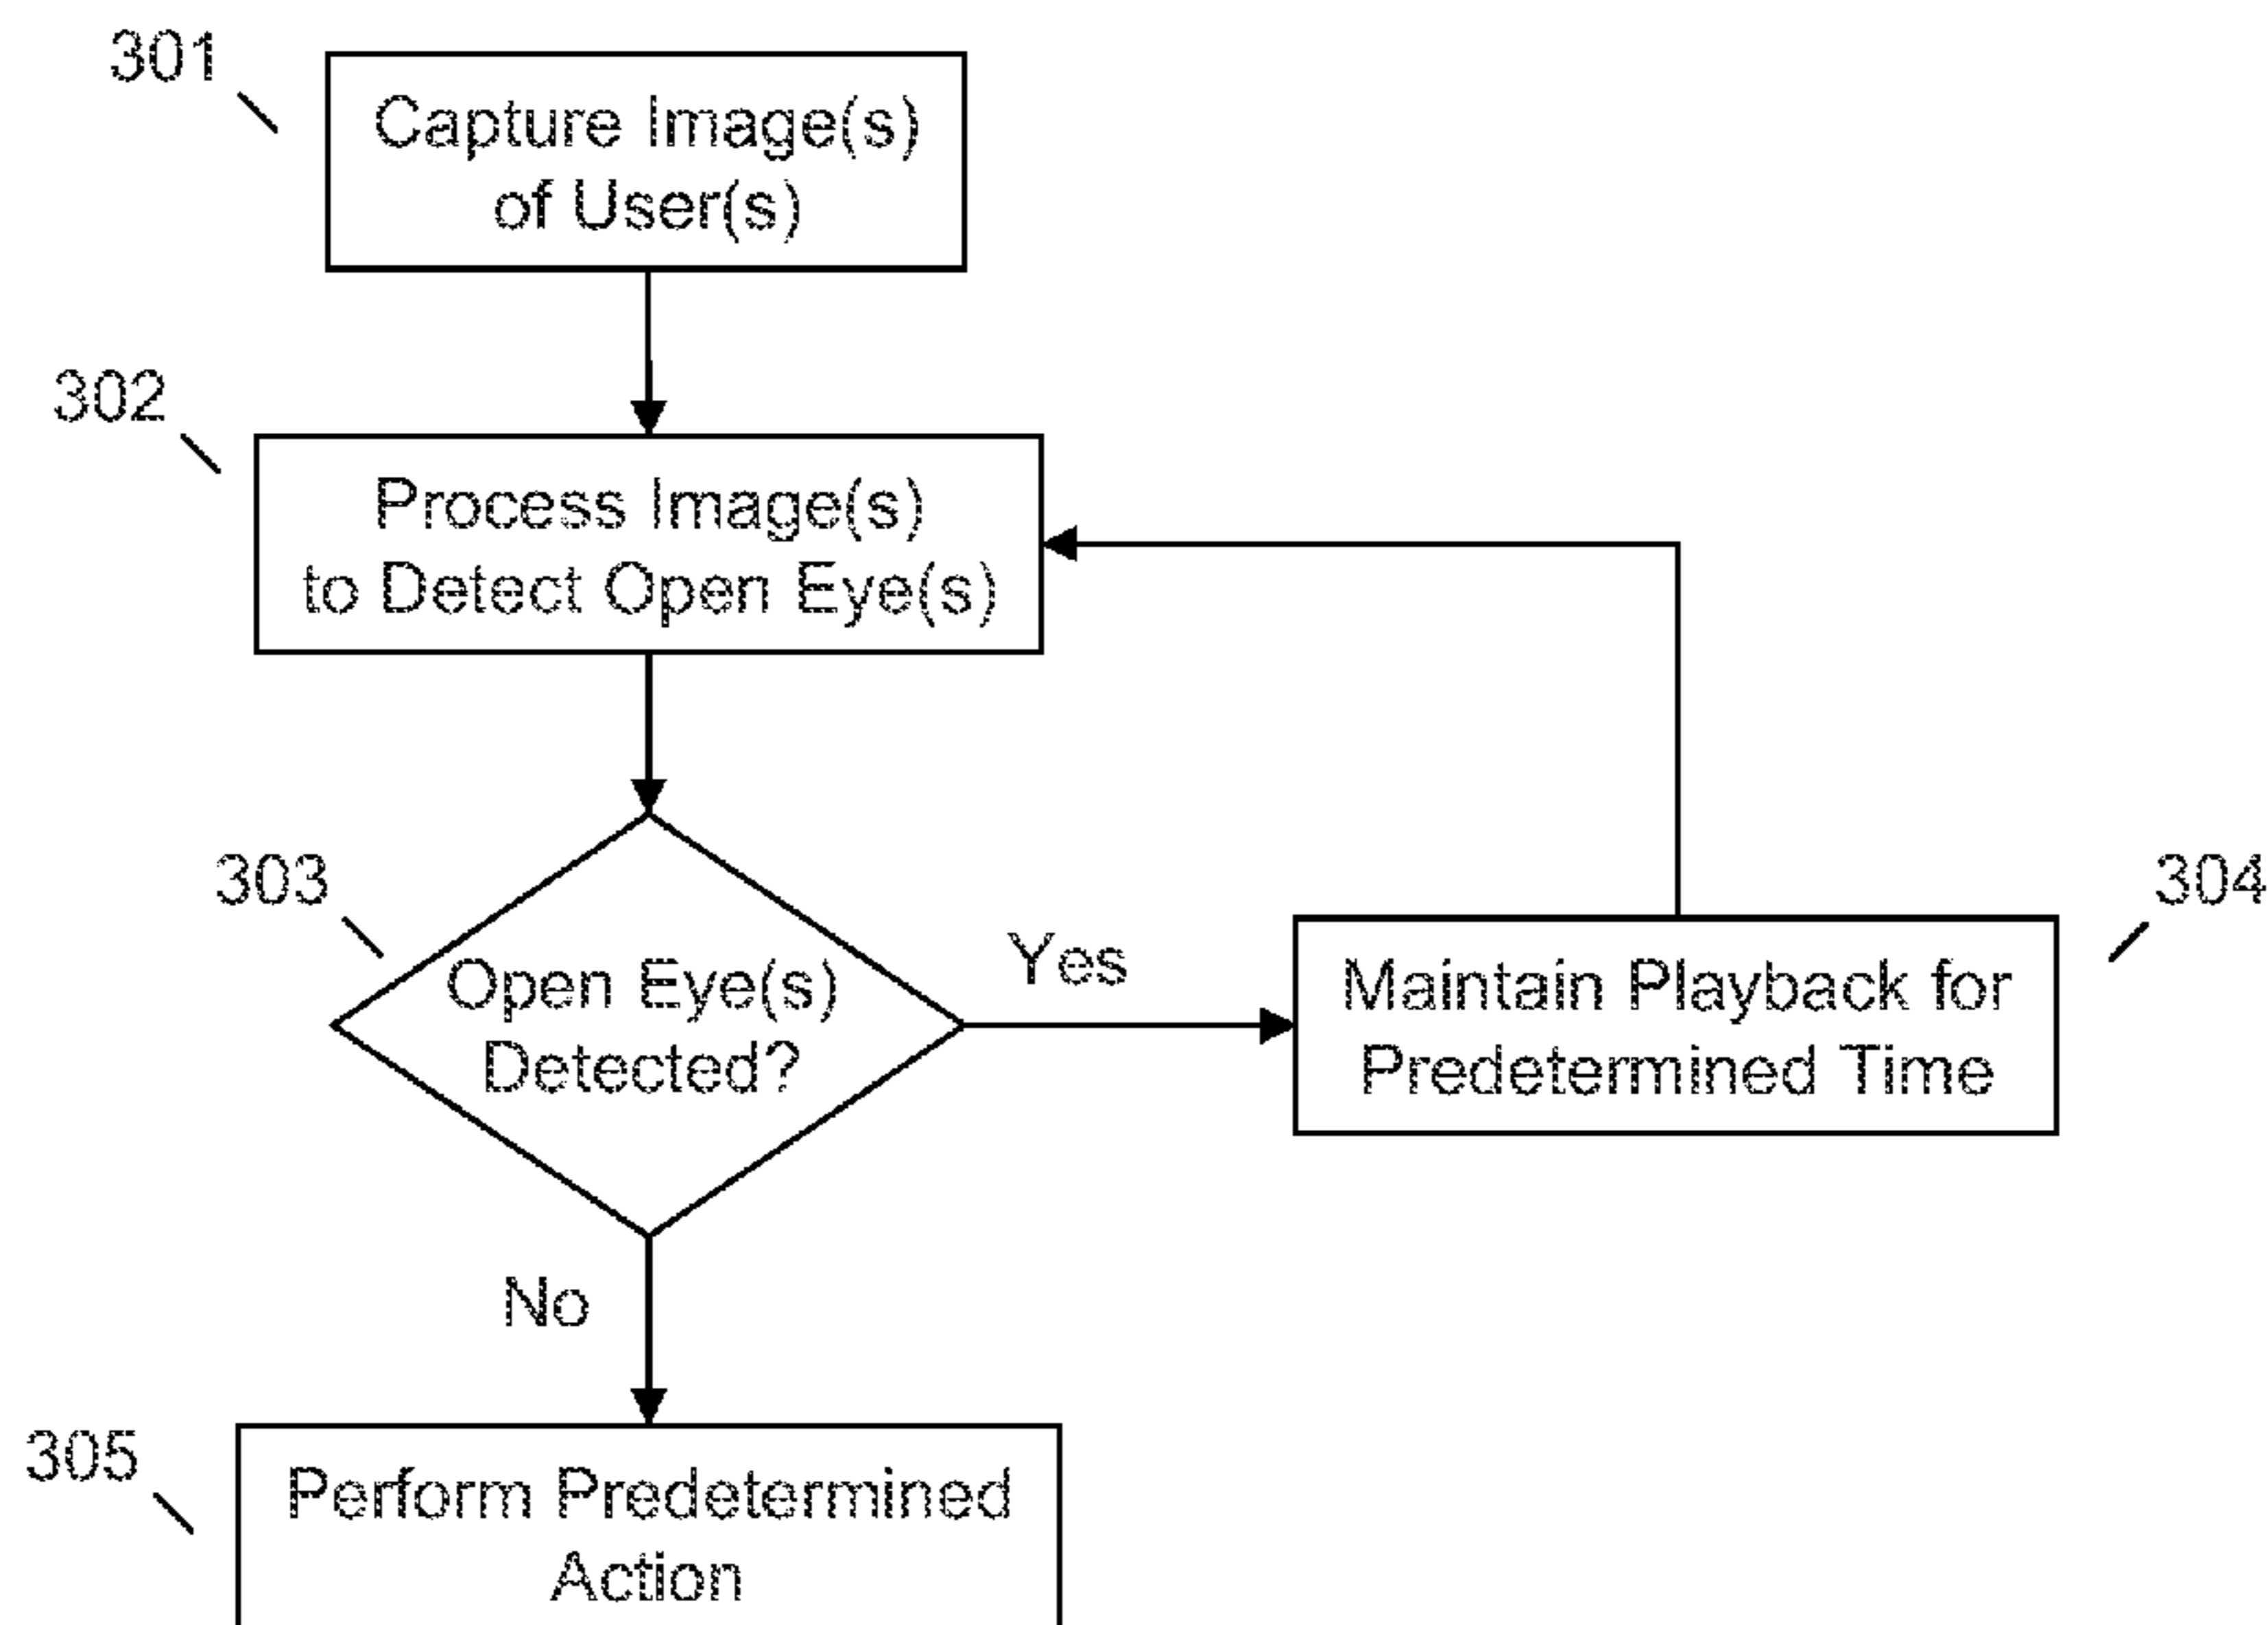 301
Capture Image(s)
of User(s)
302
Process Image(s)
to Detect Open Eye(s)
303
Open Eye(s)
Detected?
Yes
304
Maintain Playback for
Predetermined Time
No
305
Perform Predetermined
Action